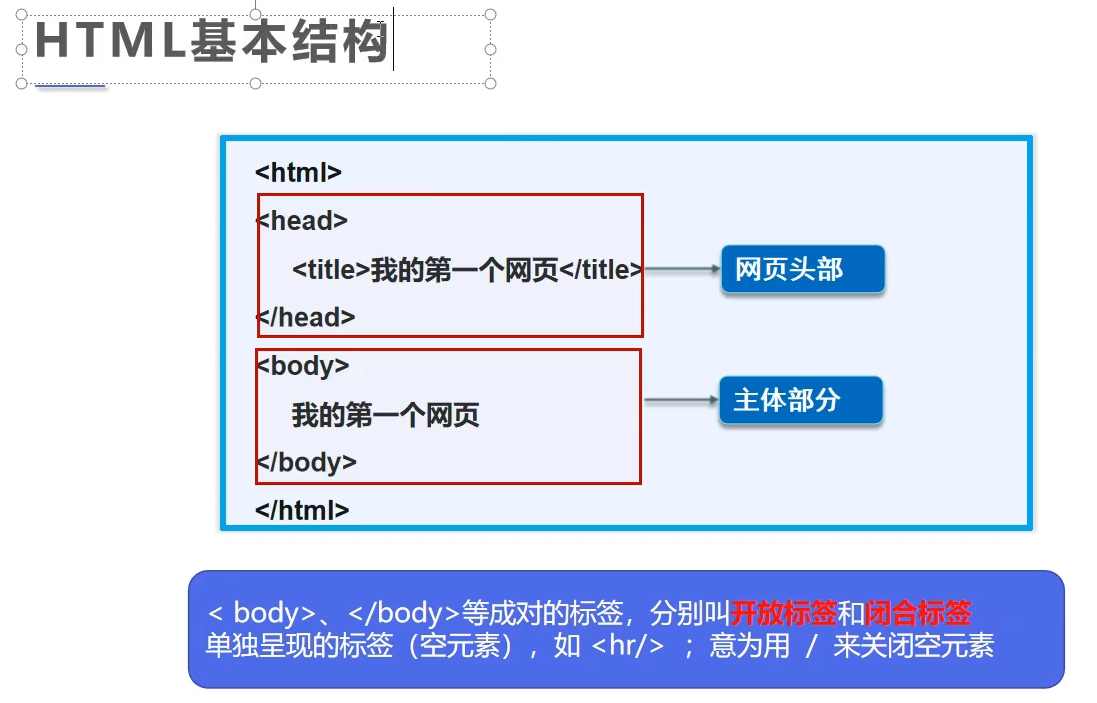 HTML基本结构
<html>
<head>
<title>我的第一个网页</title>
网页头部
</head>
<body>
主体部分
我的第一个网页
</body>
</html>
< body>、</body>等成对的标签，分别叫开放标签和闭合标签
单独呈现的标签（空元素），如 <hr/> ；意为用 / 来关闭空元素